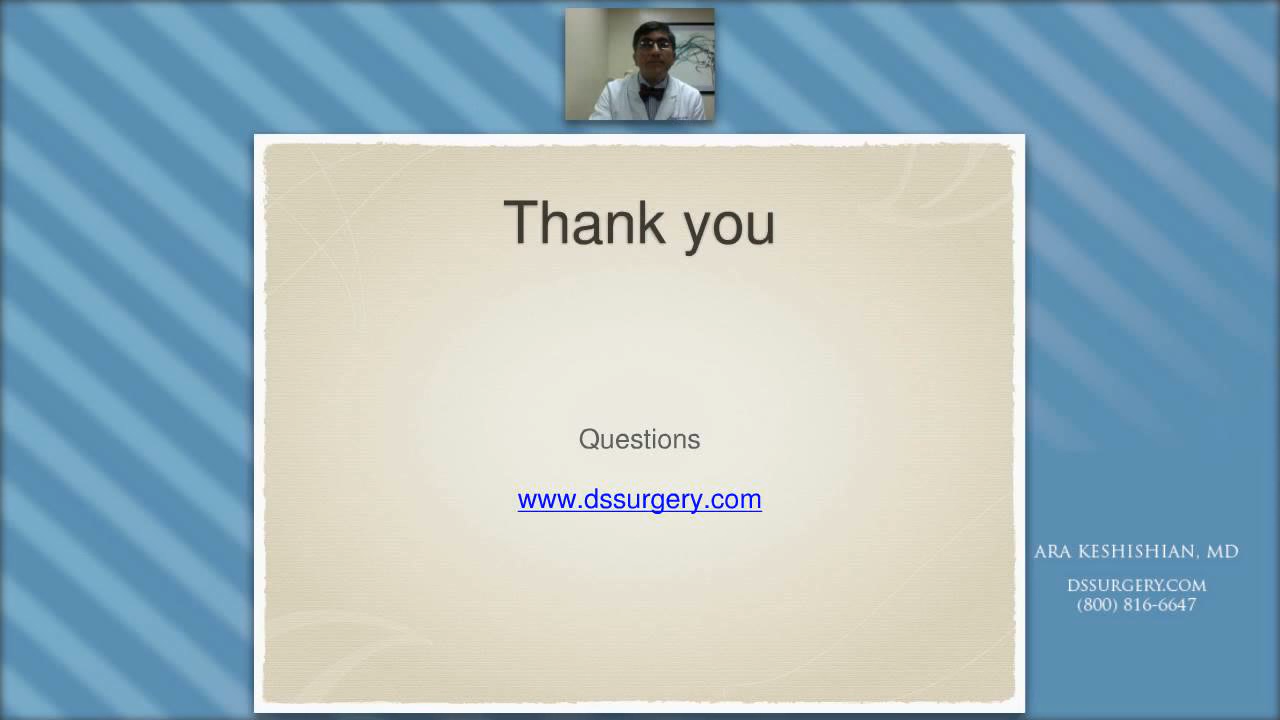 Thank you
Questions
www.dssurgery.com
ARA KESHISHIAN, MD
DSSURGERY.COM
(800) 816-6647